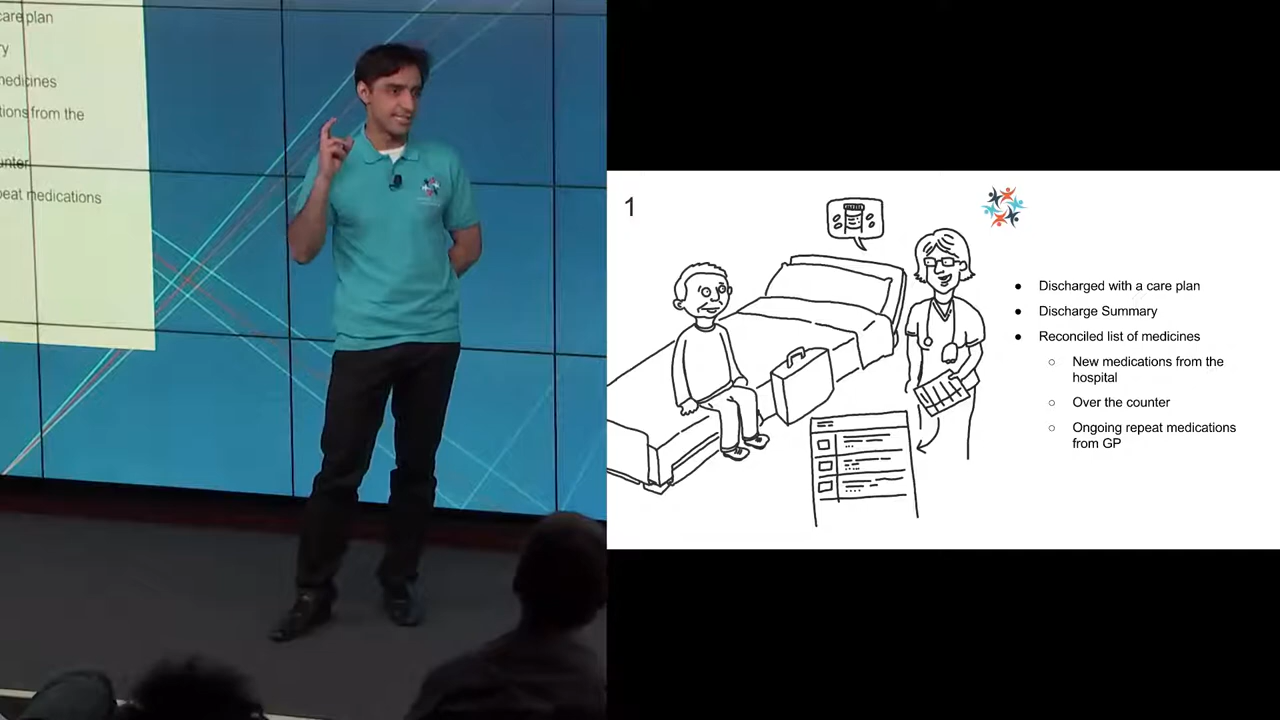 care plan
ry
medicines
tions from the
unter
peat medications
1
● Discharged with a care plan
● Discharge Summary
● Reconciled list of medicines
○ New medications from the
hospital
○ Over the counter
○ Ongoing repeat medications
from GP